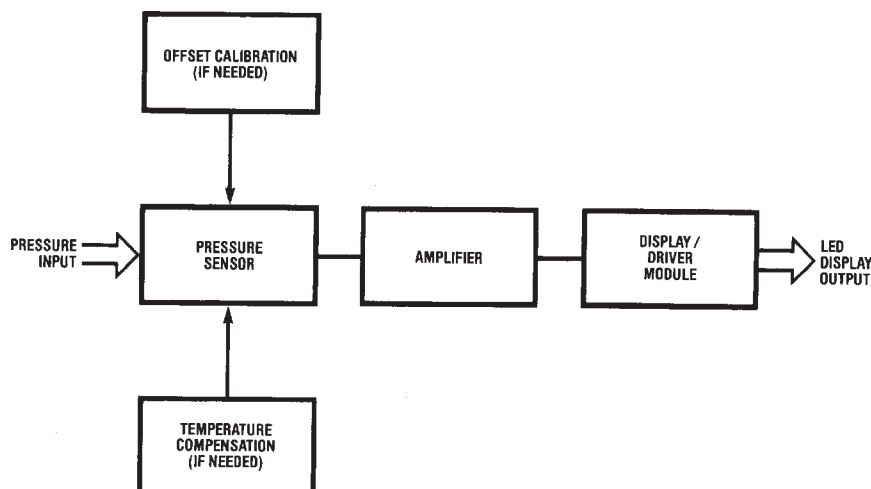 OFFSET CALIBRATION
(IF NEEDED)
PRESSURE
INPUT
PRESSURE
SENSOR
AMPLIFIER
DISPLAY /
DRIVER
MODULE
LED
DISPLAY
OUTPUT
TEMPERATURE
COMPENSATION
(IF NEEDED)